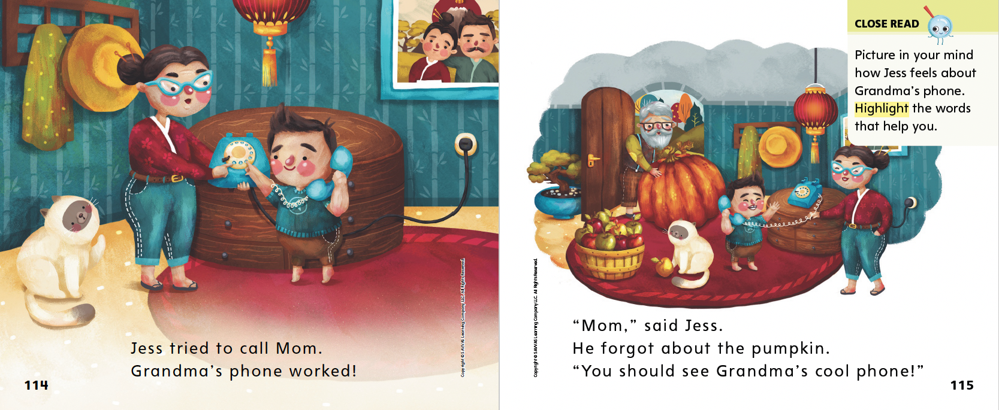 Jess tried to call Mom.
Grandma’s phone worked!
114
Copyright © SAVVAS Learning Company LLC. All Rights Reserved.
CLOSE READ
Picture in your mind
how Jess feels about
Grandma’s phone.
Highlight the words
that help you.
Copyright © SAVVAS Learning Company LLC. All Rights Reserved.
“Mom,” said Jess.
He forgot about the pumpkin.
“You should see Grandma’s cool phone!”
115